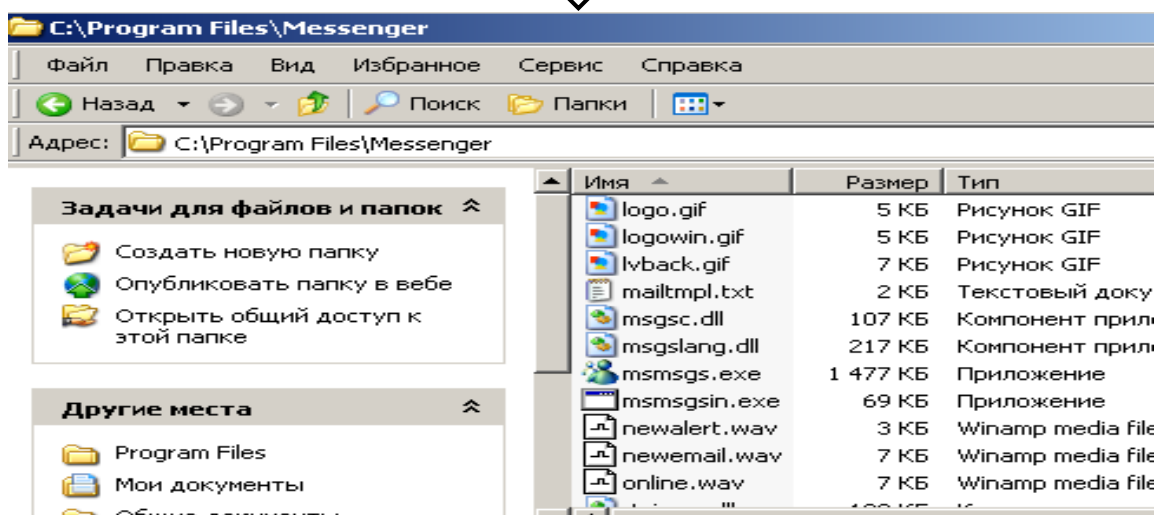 C:\Program Files\Messenger
Файл Правка Вид Избранное Сервис Справка
Назад Поиск Папки
Адрес: C:\Program Files\Messenger
Задачи для файлов и папок
Создать новую папку
Опубликовать папку в вебе
Открыть общий доступ к
этой папке
Другие места
Program Files
Мои документы
Имя Размер Тип
logo.gif 5 КБ Рисунок GIF
logowin.gif 5 КБ Рисунок GIF
lvback.gif 7 КБ Рисунок GIF
mailtmpl.txt 2 КБ Текстовый доку
msgsc.dll 107 КБ Компонент прил
msgslang.dll 217 КБ Компонент прил
msmsgs.exe 1 477 КБ Приложение
msmsgsin.exe 69 КБ Приложение
newalert.wav 3 КБ Winamp media file
newemail.wav 7 КБ Winamp media file
online.wav 7 КБ Winamp media file